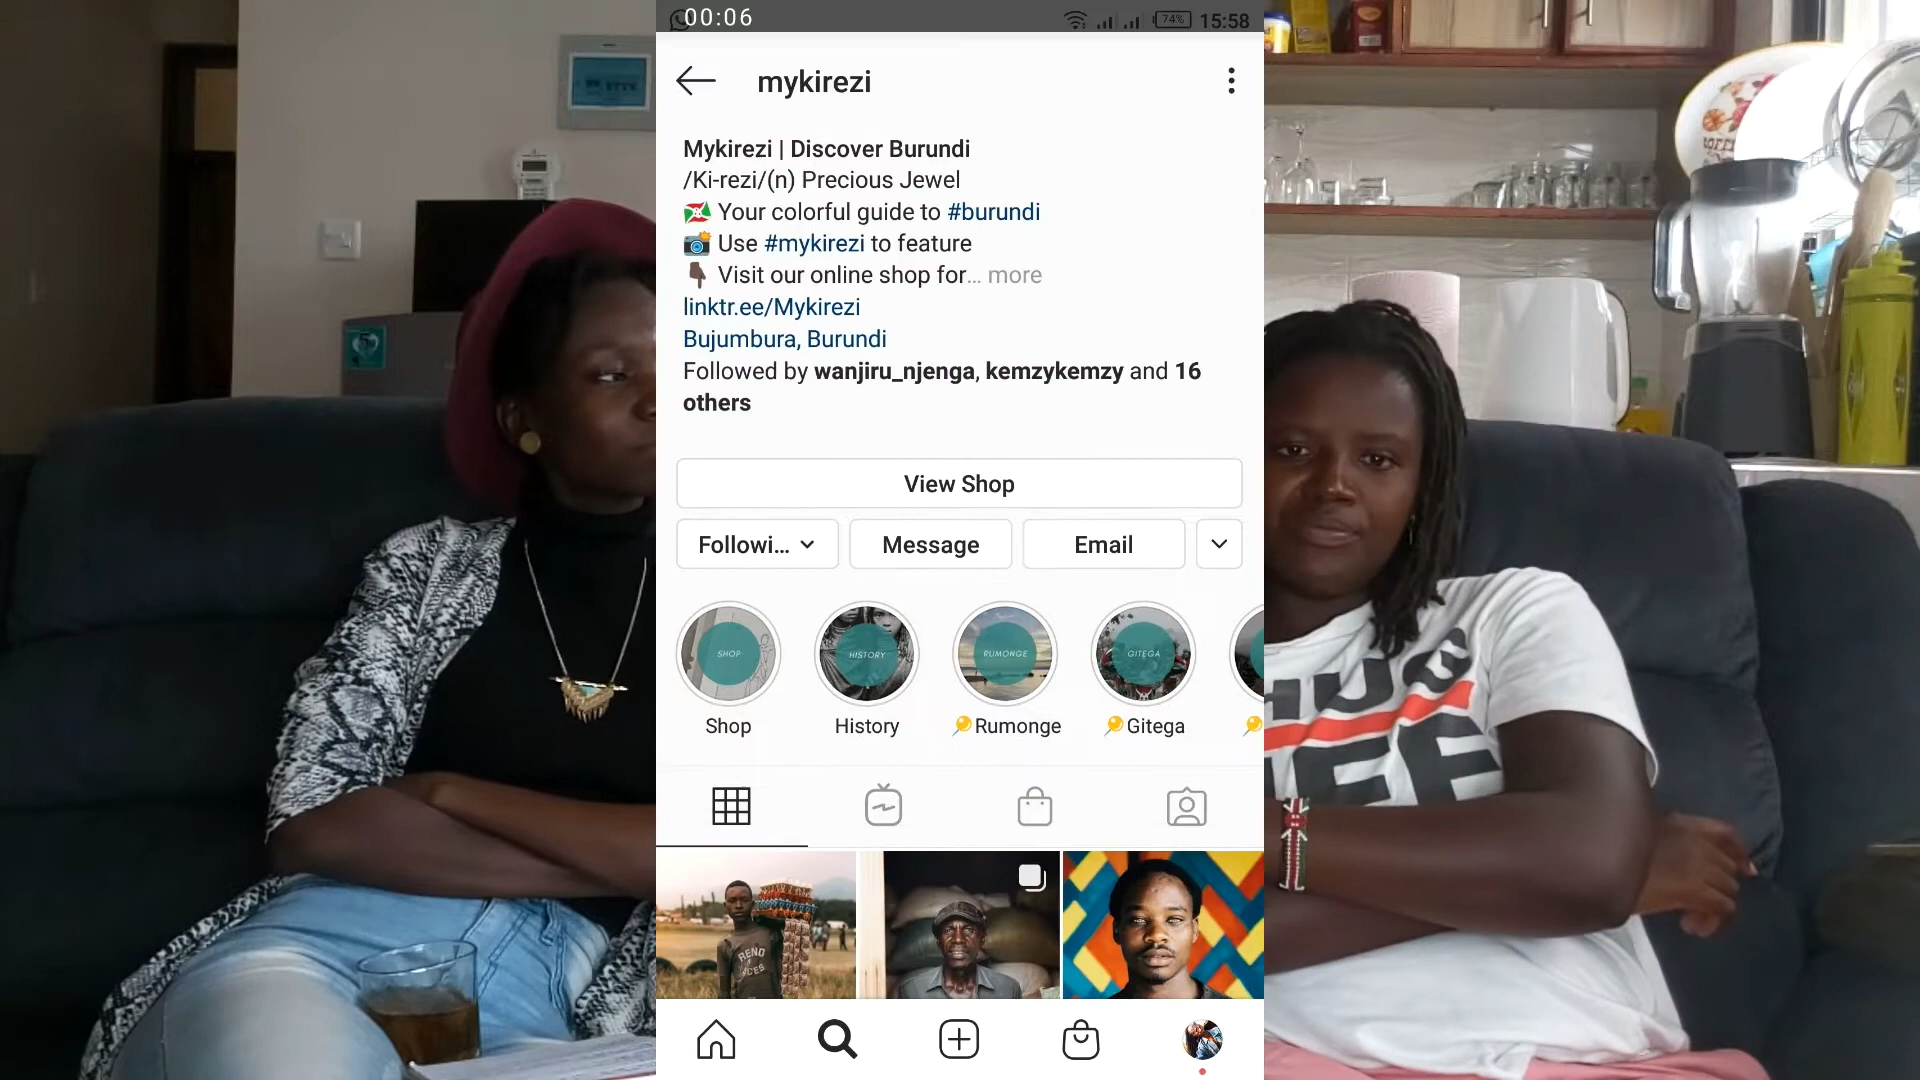 00:06
74% 15:58
mykirezi
Mykirezi | Discover Burundi
/Ki-rezi/(n) Precious Jewel
Your colorful guide to #burundi
Use #mykirezi to feature
Visit our online shop for... more
linktr.ee/Mykirezi
Bujumbura, Burundi
Followed by wanjiru_njenga, kemzykemzy and 16
others
View Shop
Followi...
Message
Email
SHOP
HISTORY
RUMONGE
GITEGA
Shop
History
Rumonge
Gitega